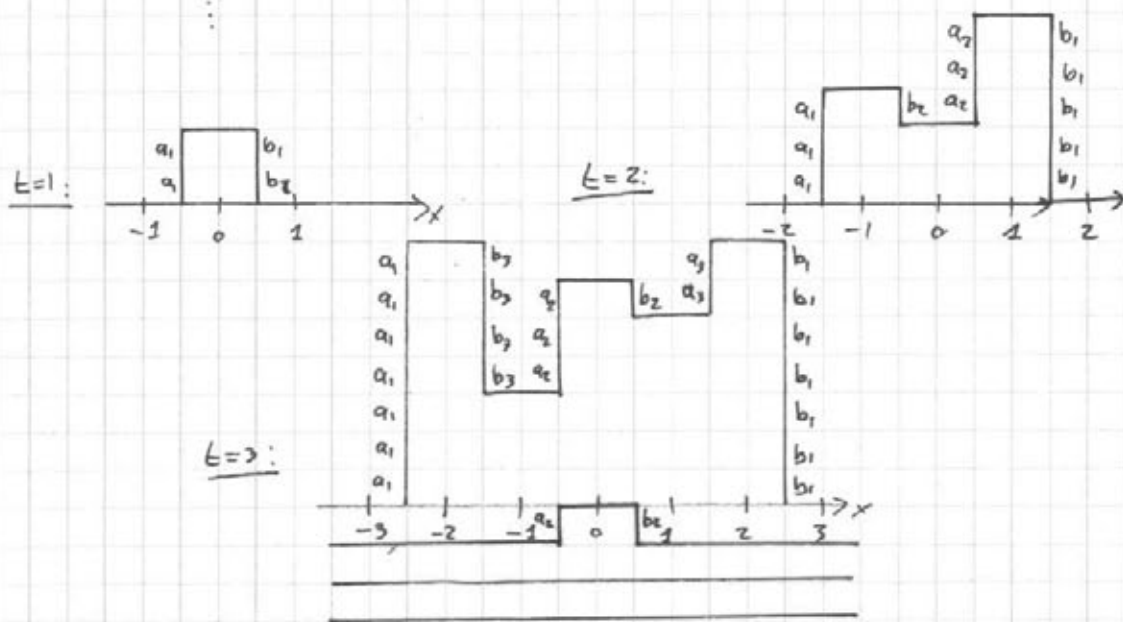 t=1:
a₁ b₁
a₁ b₂
-1 0 1 x
t=2:
a₂ b₁
a₂ b₁
a₁ b₂ a₂ b₁
a₁ b₁
a₁ b₁
-2 -1 0 1 2
t=3:
a₁ b₃ a₃ b₁
a₁ b₃ a₂ b₂ a₃ b₁
a₁ b₃ a₂ b₁
a₁ b₃ a₂ b₁
a₁ b₁
a₁ b₁
a₁ b₁
x
-3 -2 -1 a₂ 0 b₂ 1 2 3